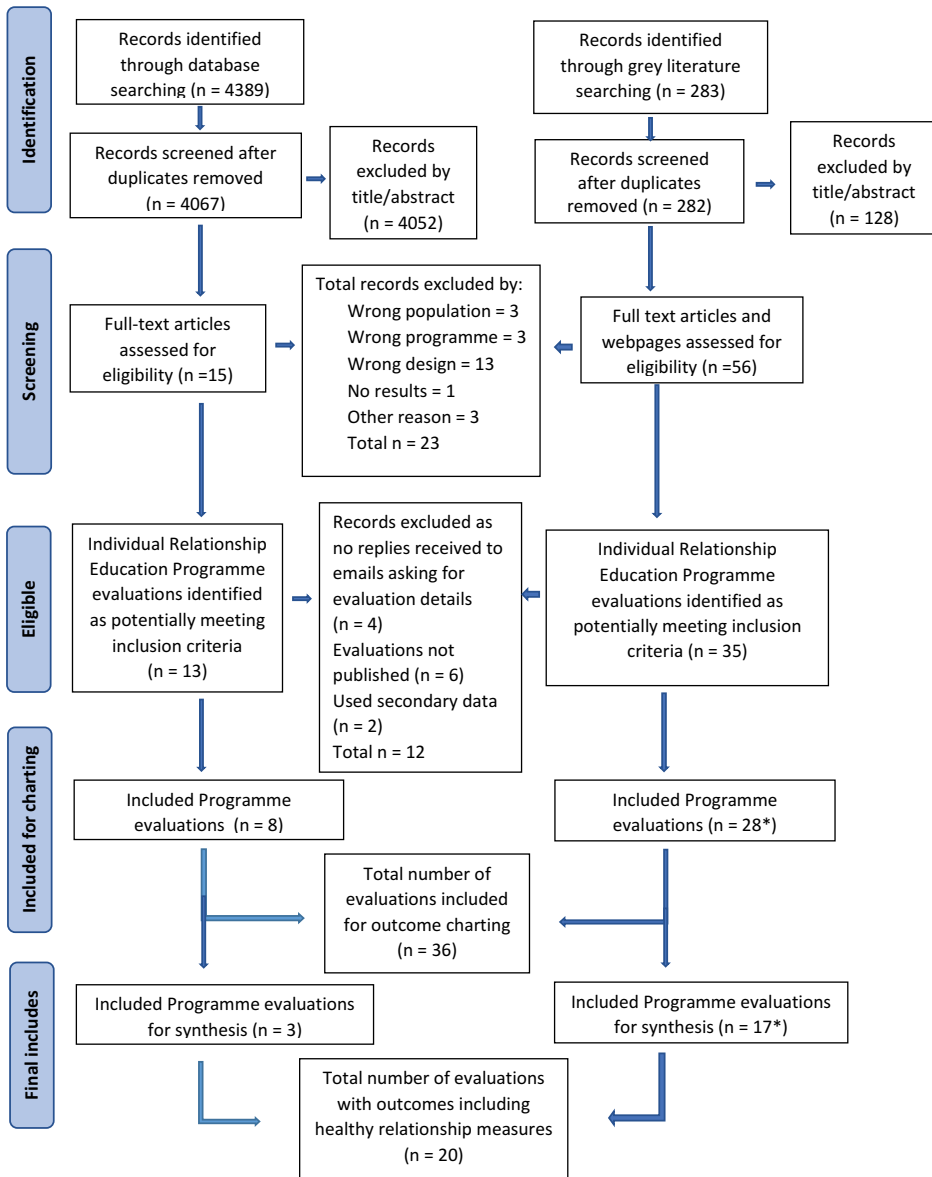 Identification
Records identified
through database
searching (n = 4389)
Records identified
through grey literature
searching (n = 283)
Records screened after
duplicates removed
(n = 4067)
Records
excluded by
title/abstract
(n = 4052)
Records screened
after duplicates
removed (n = 282)
Records
excluded by
title/abstract
(n = 128)
Screening
Full-text articles
assessed for
eligibility (n =15)
Total records excluded by:
Wrong population = 3
Wrong programme = 3
Wrong design = 13
No results = 1
Other reason = 3
Total n = 23
Full text articles and
webpages assessed for
eligibility (n =56)
Eligible
Individual Relationship
Education Programme
evaluations identified
as potentially meeting
inclusion criteria
(n = 13)
Records excluded as
no replies received to
emails asking for
evaluation details
(n = 4)
Evaluations not
published (n = 6)
Used secondary data
(n = 2)
Total n = 12
Individual Relationship
Education Programme
evaluations identified as
potentially meeting inclusion
criteria (n = 35)
Included for charting
Included Programme
evaluations (n = 8)
Included Programme
evaluations (n = 28*)
Total number of
evaluations included
for outcome charting
(n = 36)
Final includes
Included Programme evaluations
for synthesis (n = 3)
Included Programme evaluations
for synthesis (n = 17*)
Total number of evaluations
with outcomes including
healthy relationship measures
(n = 20)